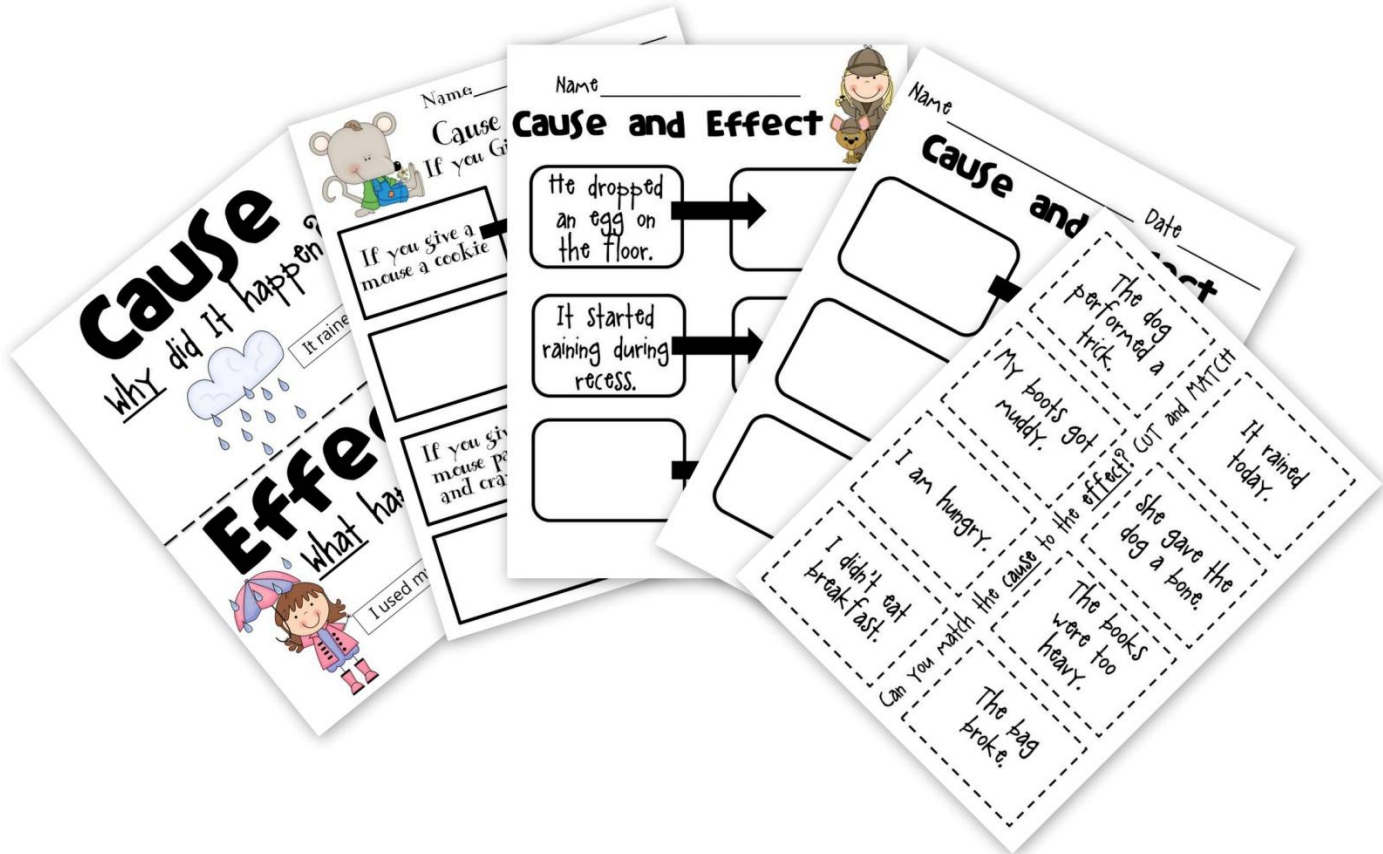 Cause
Why did It happen?
It raine
Effec
What ha
I used my
Name
Cause
If you Gi
If you give a
mouse a cookie
If you giv
mouse pa
and cra
Name
Cause and Effect
He dropped
an egg on
the floor.
It started
raining during
recess.
Name
Date
Cause and
fect
The dog
performed a
trick.
My boots got
muddy.
I am hungry.
I didn't eat
breakfast.
Can you match the cause to the effect? CUT and MATCH
It rained
today.
She gave the
dog a bone.
The books
were too
heavy.
The bag
broke.